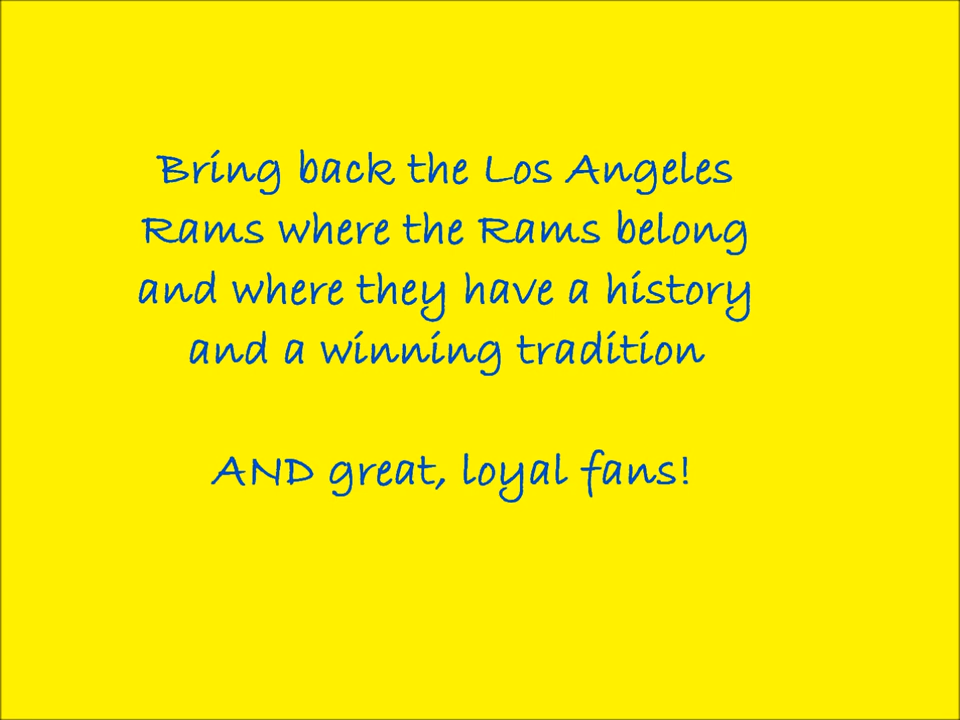 Bring back the Los Angeles
Rams where the Rams belong
and where they have a history
and a winning tradition
AND great, loyal fans!